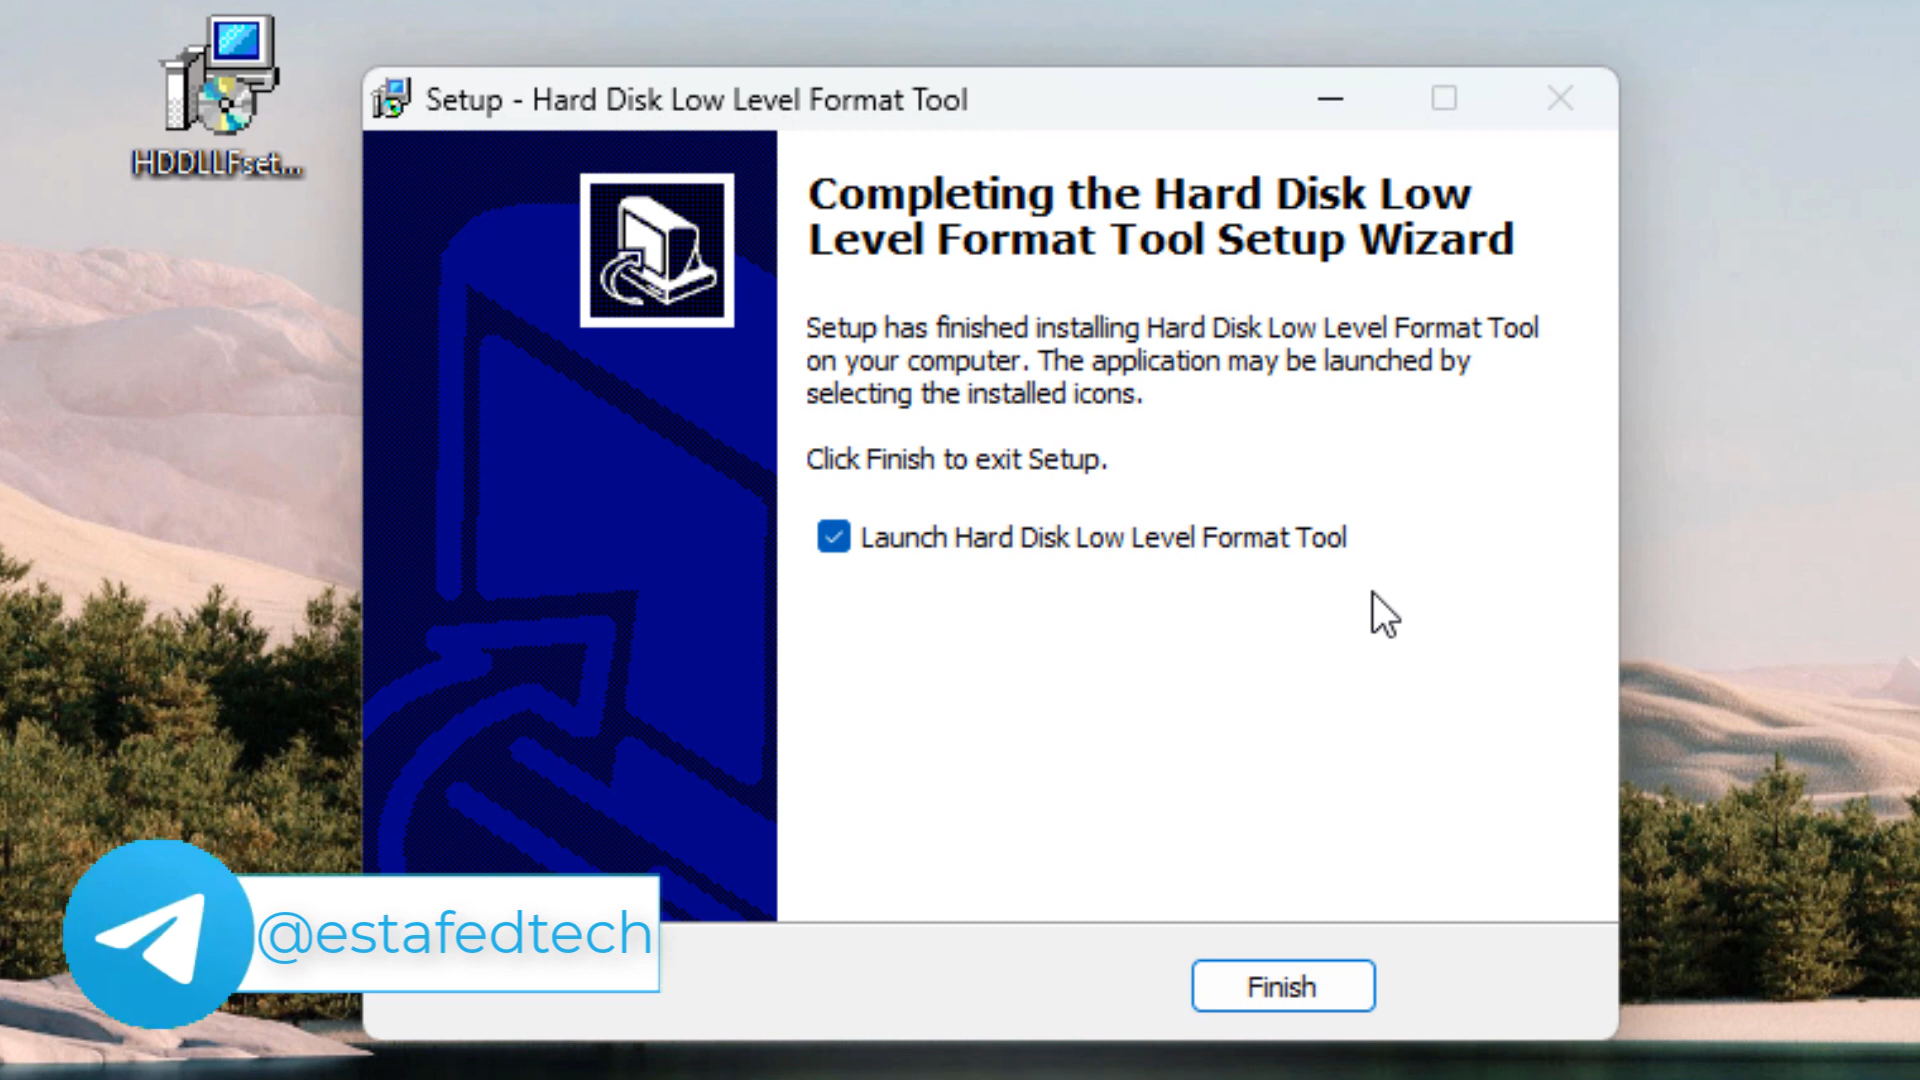 HDDLLFset...
Setup - Hard Disk Low Level Format Tool
Completing the Hard Disk Low
Level Format Tool Setup Wizard
Setup has finished installing Hard Disk Low Level Format Tool
on your computer. The application may be launched by
selecting the installed icons.
Click Finish to exit Setup.
Launch Hard Disk Low Level Format Tool
@estafedtech
Finish